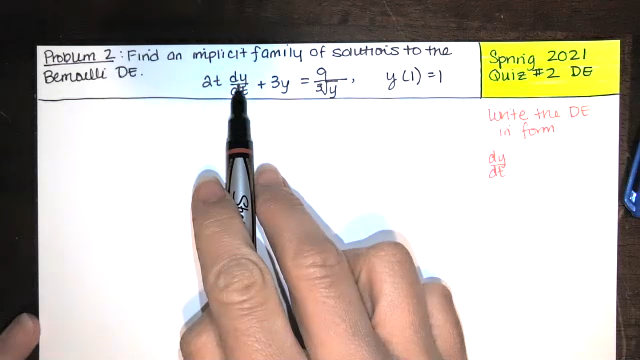 Problem 2: Find an implicit family of solutions to the
Bernoulli DE.
2t dy/dt + 3y = 9/∛y, y(1) = 1
Spring 2021
Quiz #2 DE
Write the DE
in form
dy/dt